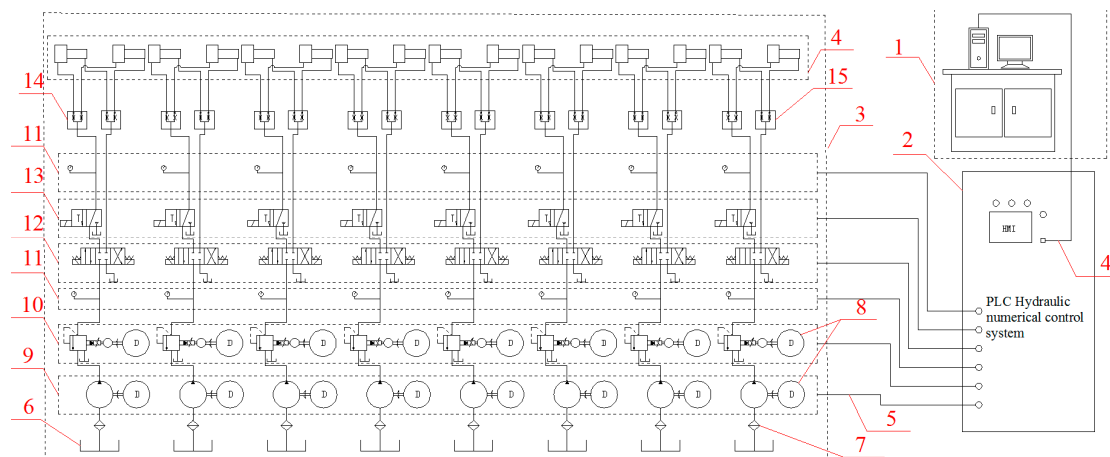 4
1
14
15
3
11
2
13
T T T T T T T T
HMI
12
4
11
PLC Hydraulic
numerical control
system
10
8
D D D D D D D D
9
D D D D D D D D
6
5
7